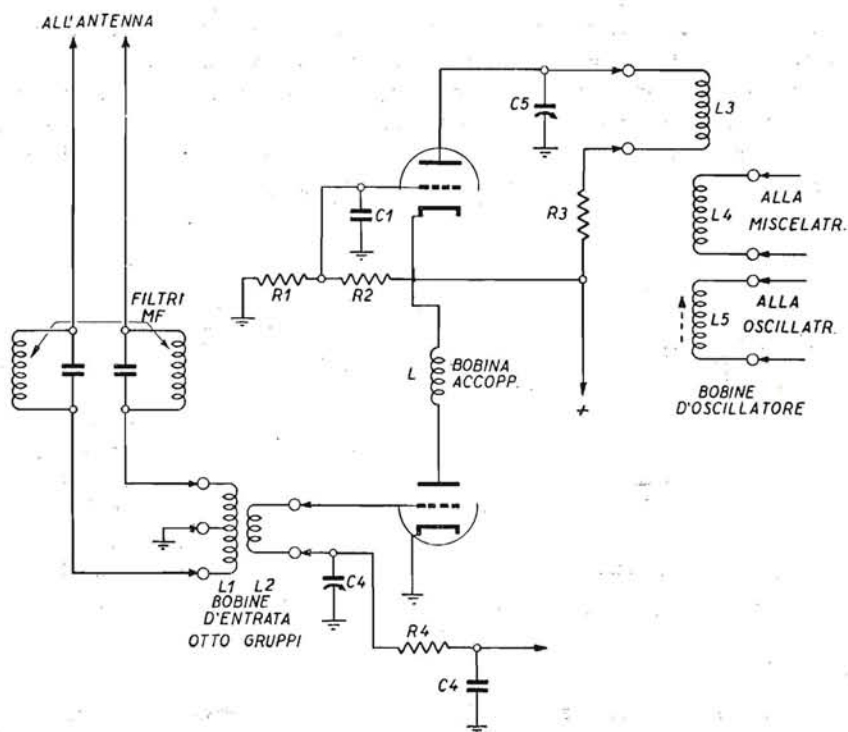 ALL'ANTENNA
C5
L3
C1
R3
L4
ALLA
MISCELATR.
R1
R2
FILTRI
MF
L5
ALLA
OSCILLATR.
L
BOBINA
ACCOPP.
+
BOBINE
D'OSCILLATORE
L1 L2
BOBINE
D'ENTRATA
OTTO GRUPPI
C4
R4
C4